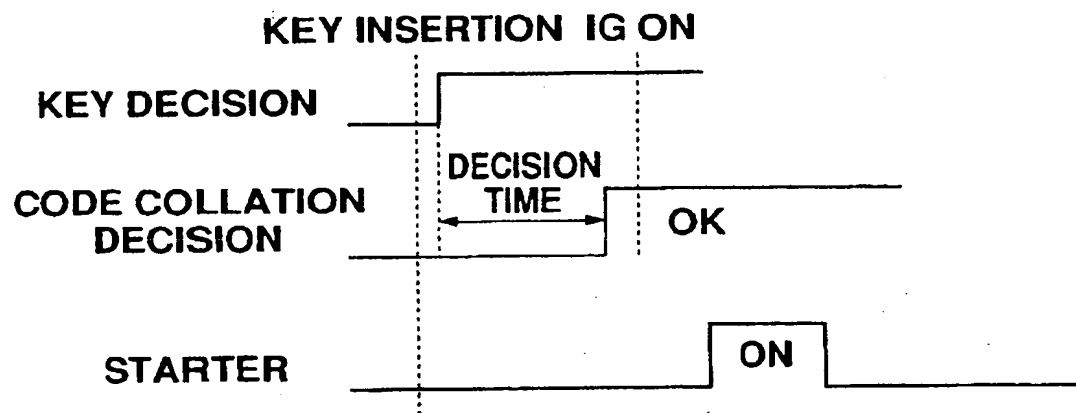 KEY INSERTION IG ON
KEY DECISION
DECISION
TIME
CODE COLLATION
DECISION
OK
ON
STARTER